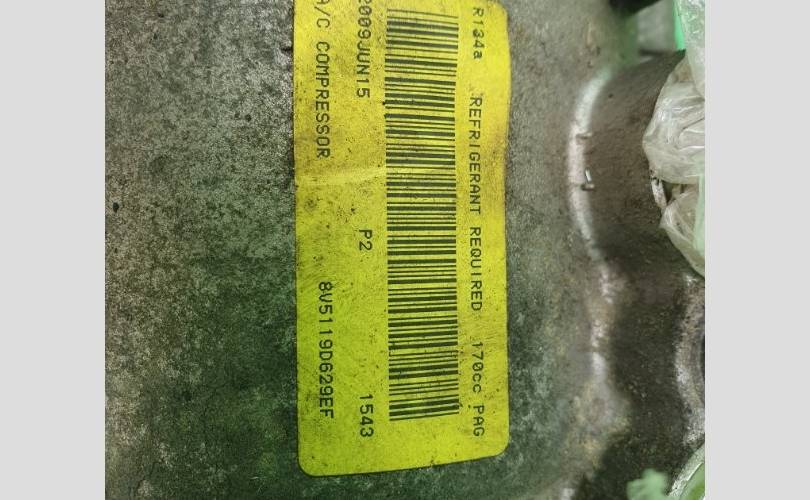 R134a REFRIGERANT REQUIRED 170cc PAG
2009JUN15 P2 1543
A/C COMPRESSOR 8V5119D629EF